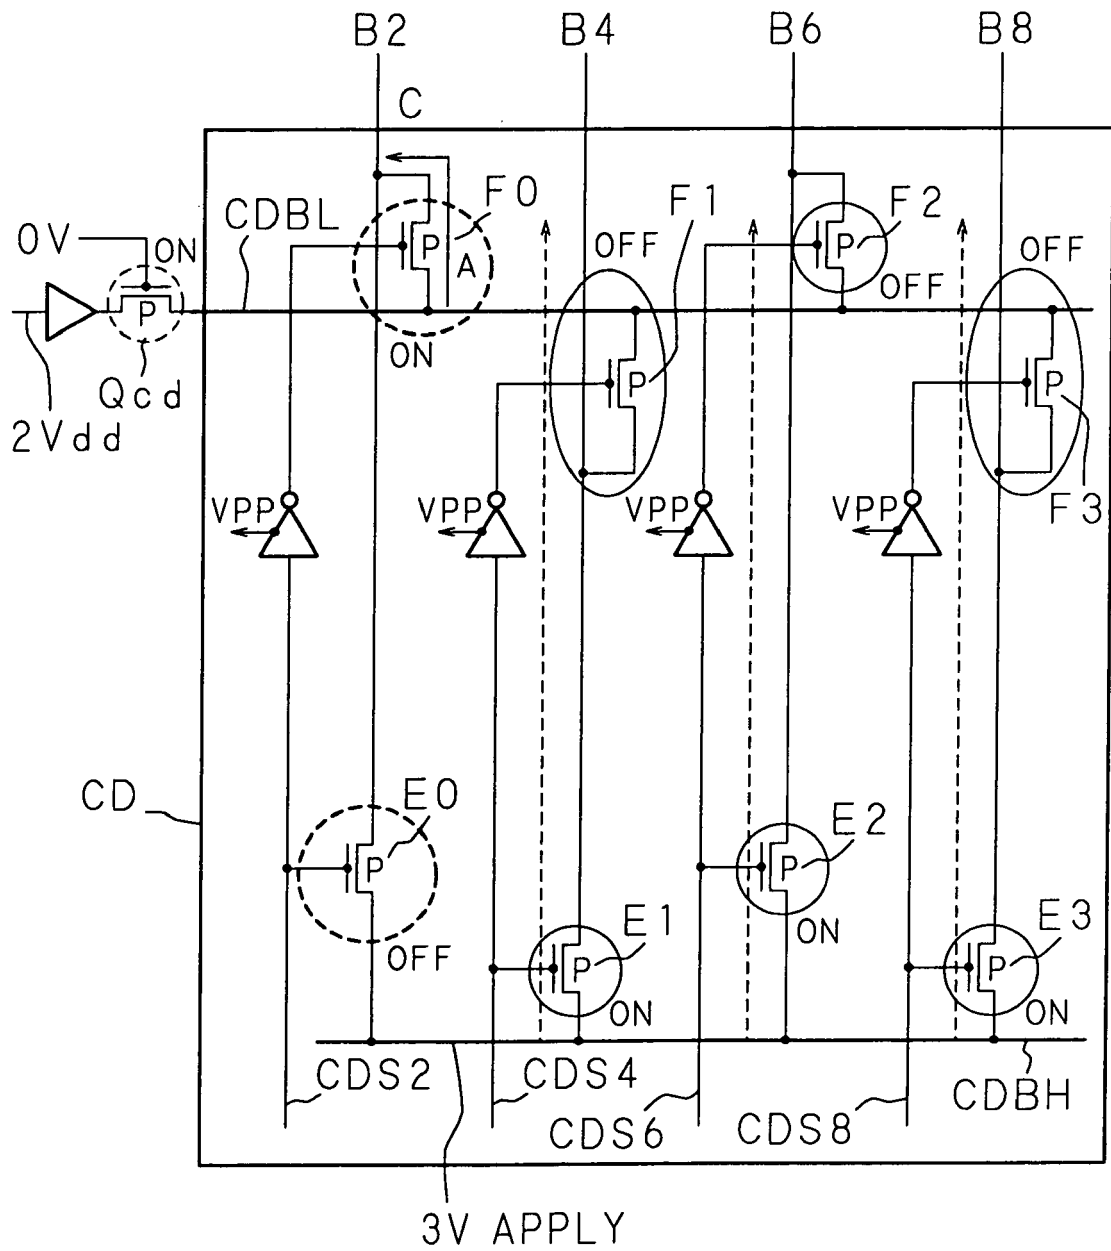 B2 B4 B6 B8
C
F0 F1 F2
CDBL
0V ON
OFF OFF
P P A
OFF
P
ON
Qcd
P P
2Vdd
F3
VPP VPP VPP VPP
CD
E0 E2
P P
OFF ON
E1 E3
P P
ON ON
CDS2 CDS4 CDBH
CDS6 CDS8
3V APPLY